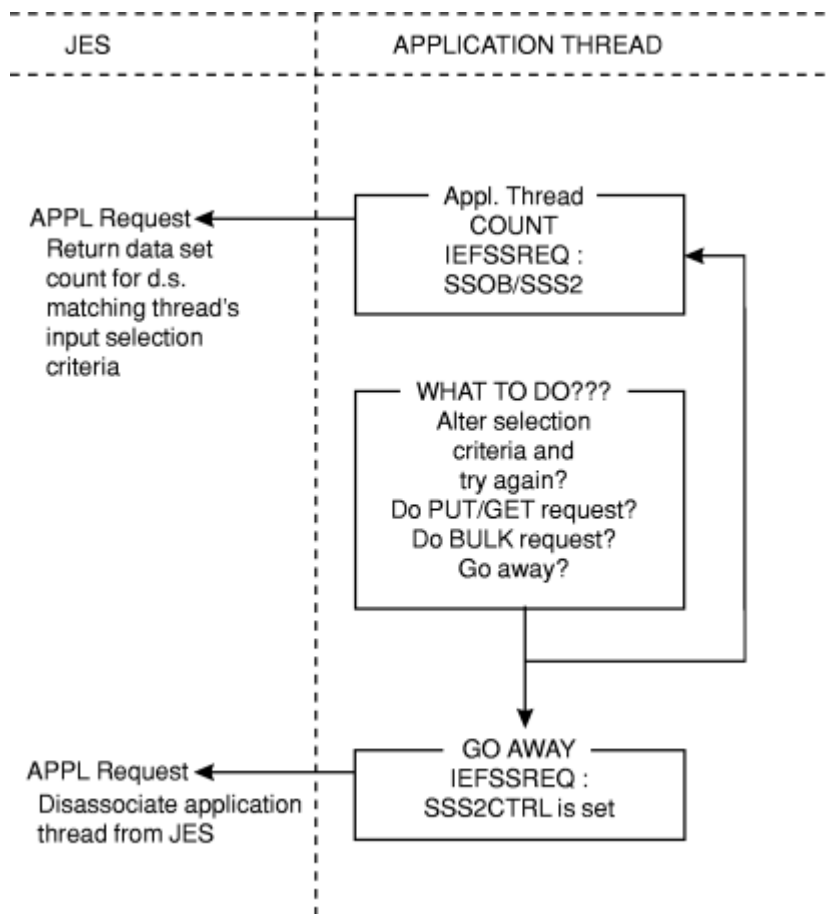 JES
APPLICATION THREAD
APPL Request
Return data set
count for d.s.
matching thread's
input selection
criteria
Appl. Thread
COUNT
IEFSSREQ :
SSOB/SSS2
WHAT TO DO???
Alter selection
criteria and
try again?
Do PUT/GET request?
Do BULK request?
Go away?
APPL Request
Disassociate application
thread from JES
GO AWAY
IEFSSREQ :
SSS2CTRL is set